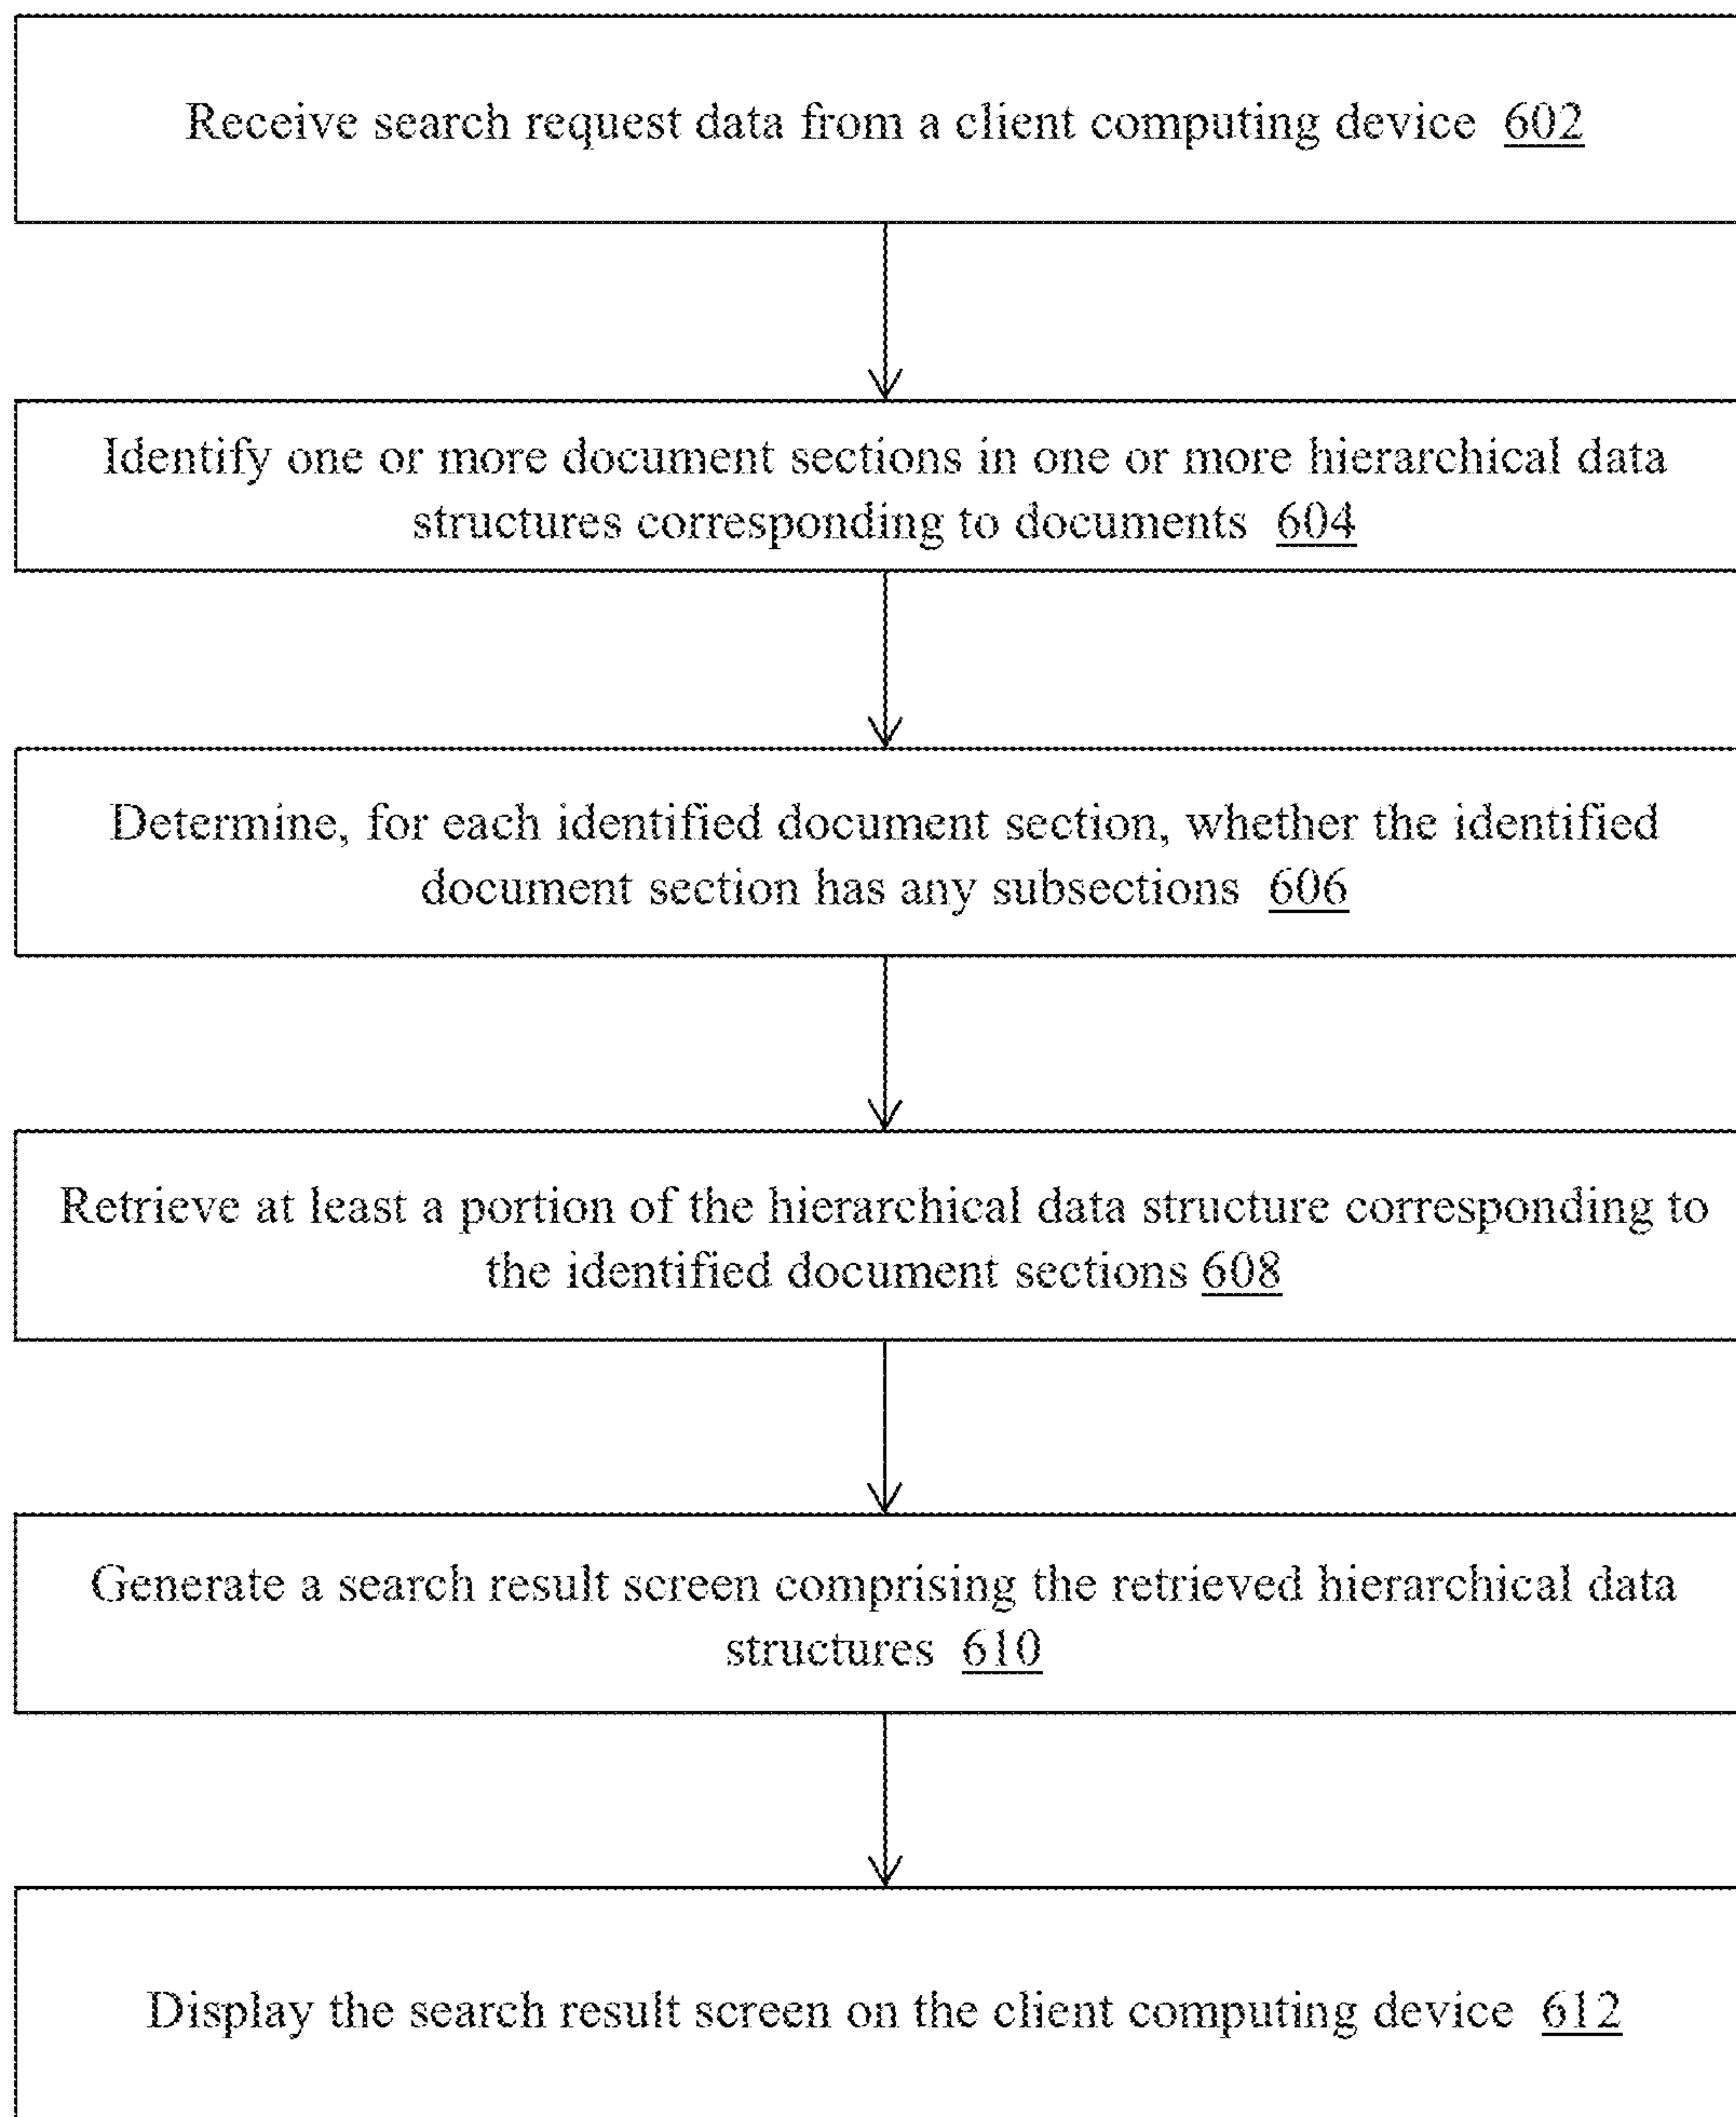 Receive search request data from a client computing device 602
Identify one or more document sections in one or more hierarchical data
structures corresponding to documents 604
Determine, for each identified document section, whether the identified
document section has any subsections 606
Retrieve at least a portion of the hierarchical data structure corresponding to
the identified document sections 608
Generate a search result screen comprising the retrieved hierarchical data
structures 610
Display the search result screen on the client computing device 612